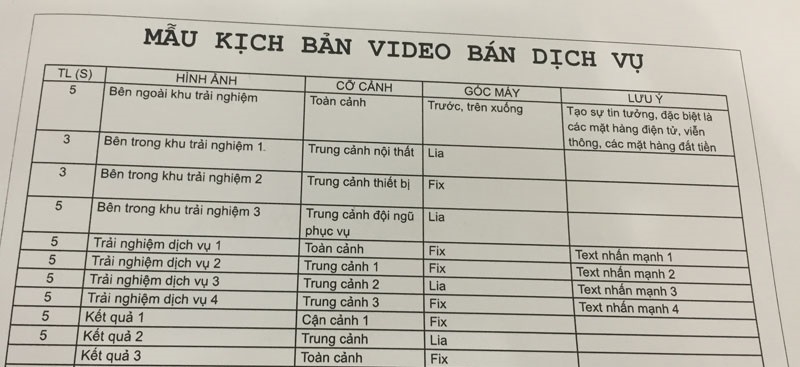 MẪU KỊCH BẢN VIDEO BÁN DỊCH VỤ
TL (S) HÌNH ẢNH CỠ CẢNH GÓC MÁY LƯU Ý
5 Bên ngoài khu trải nghiệm Toàn cảnh Trước, trên xuống Tạo sự tin tưởng, đặc biệt là
các mặt hàng điện tử, viễn
thông, các mặt hàng đắt tiền
3 Bên trong khu trải nghiệm 1. Trung cảnh nội thất Lia
3 Bên trong khu trải nghiệm 2 Trung cảnh thiết bị Fix
5 Bên trong khu trải nghiệm 3 Trung cảnh đội ngũ Lia
phục vụ
5 Trải nghiệm dịch vụ 1 Toàn cảnh Fix Text nhấn mạnh 1
5 Trải nghiệm dịch vụ 2 Trung cảnh 1 Fix Text nhấn mạnh 2
5 Trải nghiệm dịch vụ 3 Trung cảnh 2 Lia Text nhấn mạnh 3
5 Trải nghiệm dịch vụ 4 Trung cảnh 3 Fix Text nhấn mạnh 4
5 Kết quả 1 Cận cảnh 1 Fix
5 Kết quả 2 Trung cảnh Lia
Kết quả 3 Toàn cảnh Fix